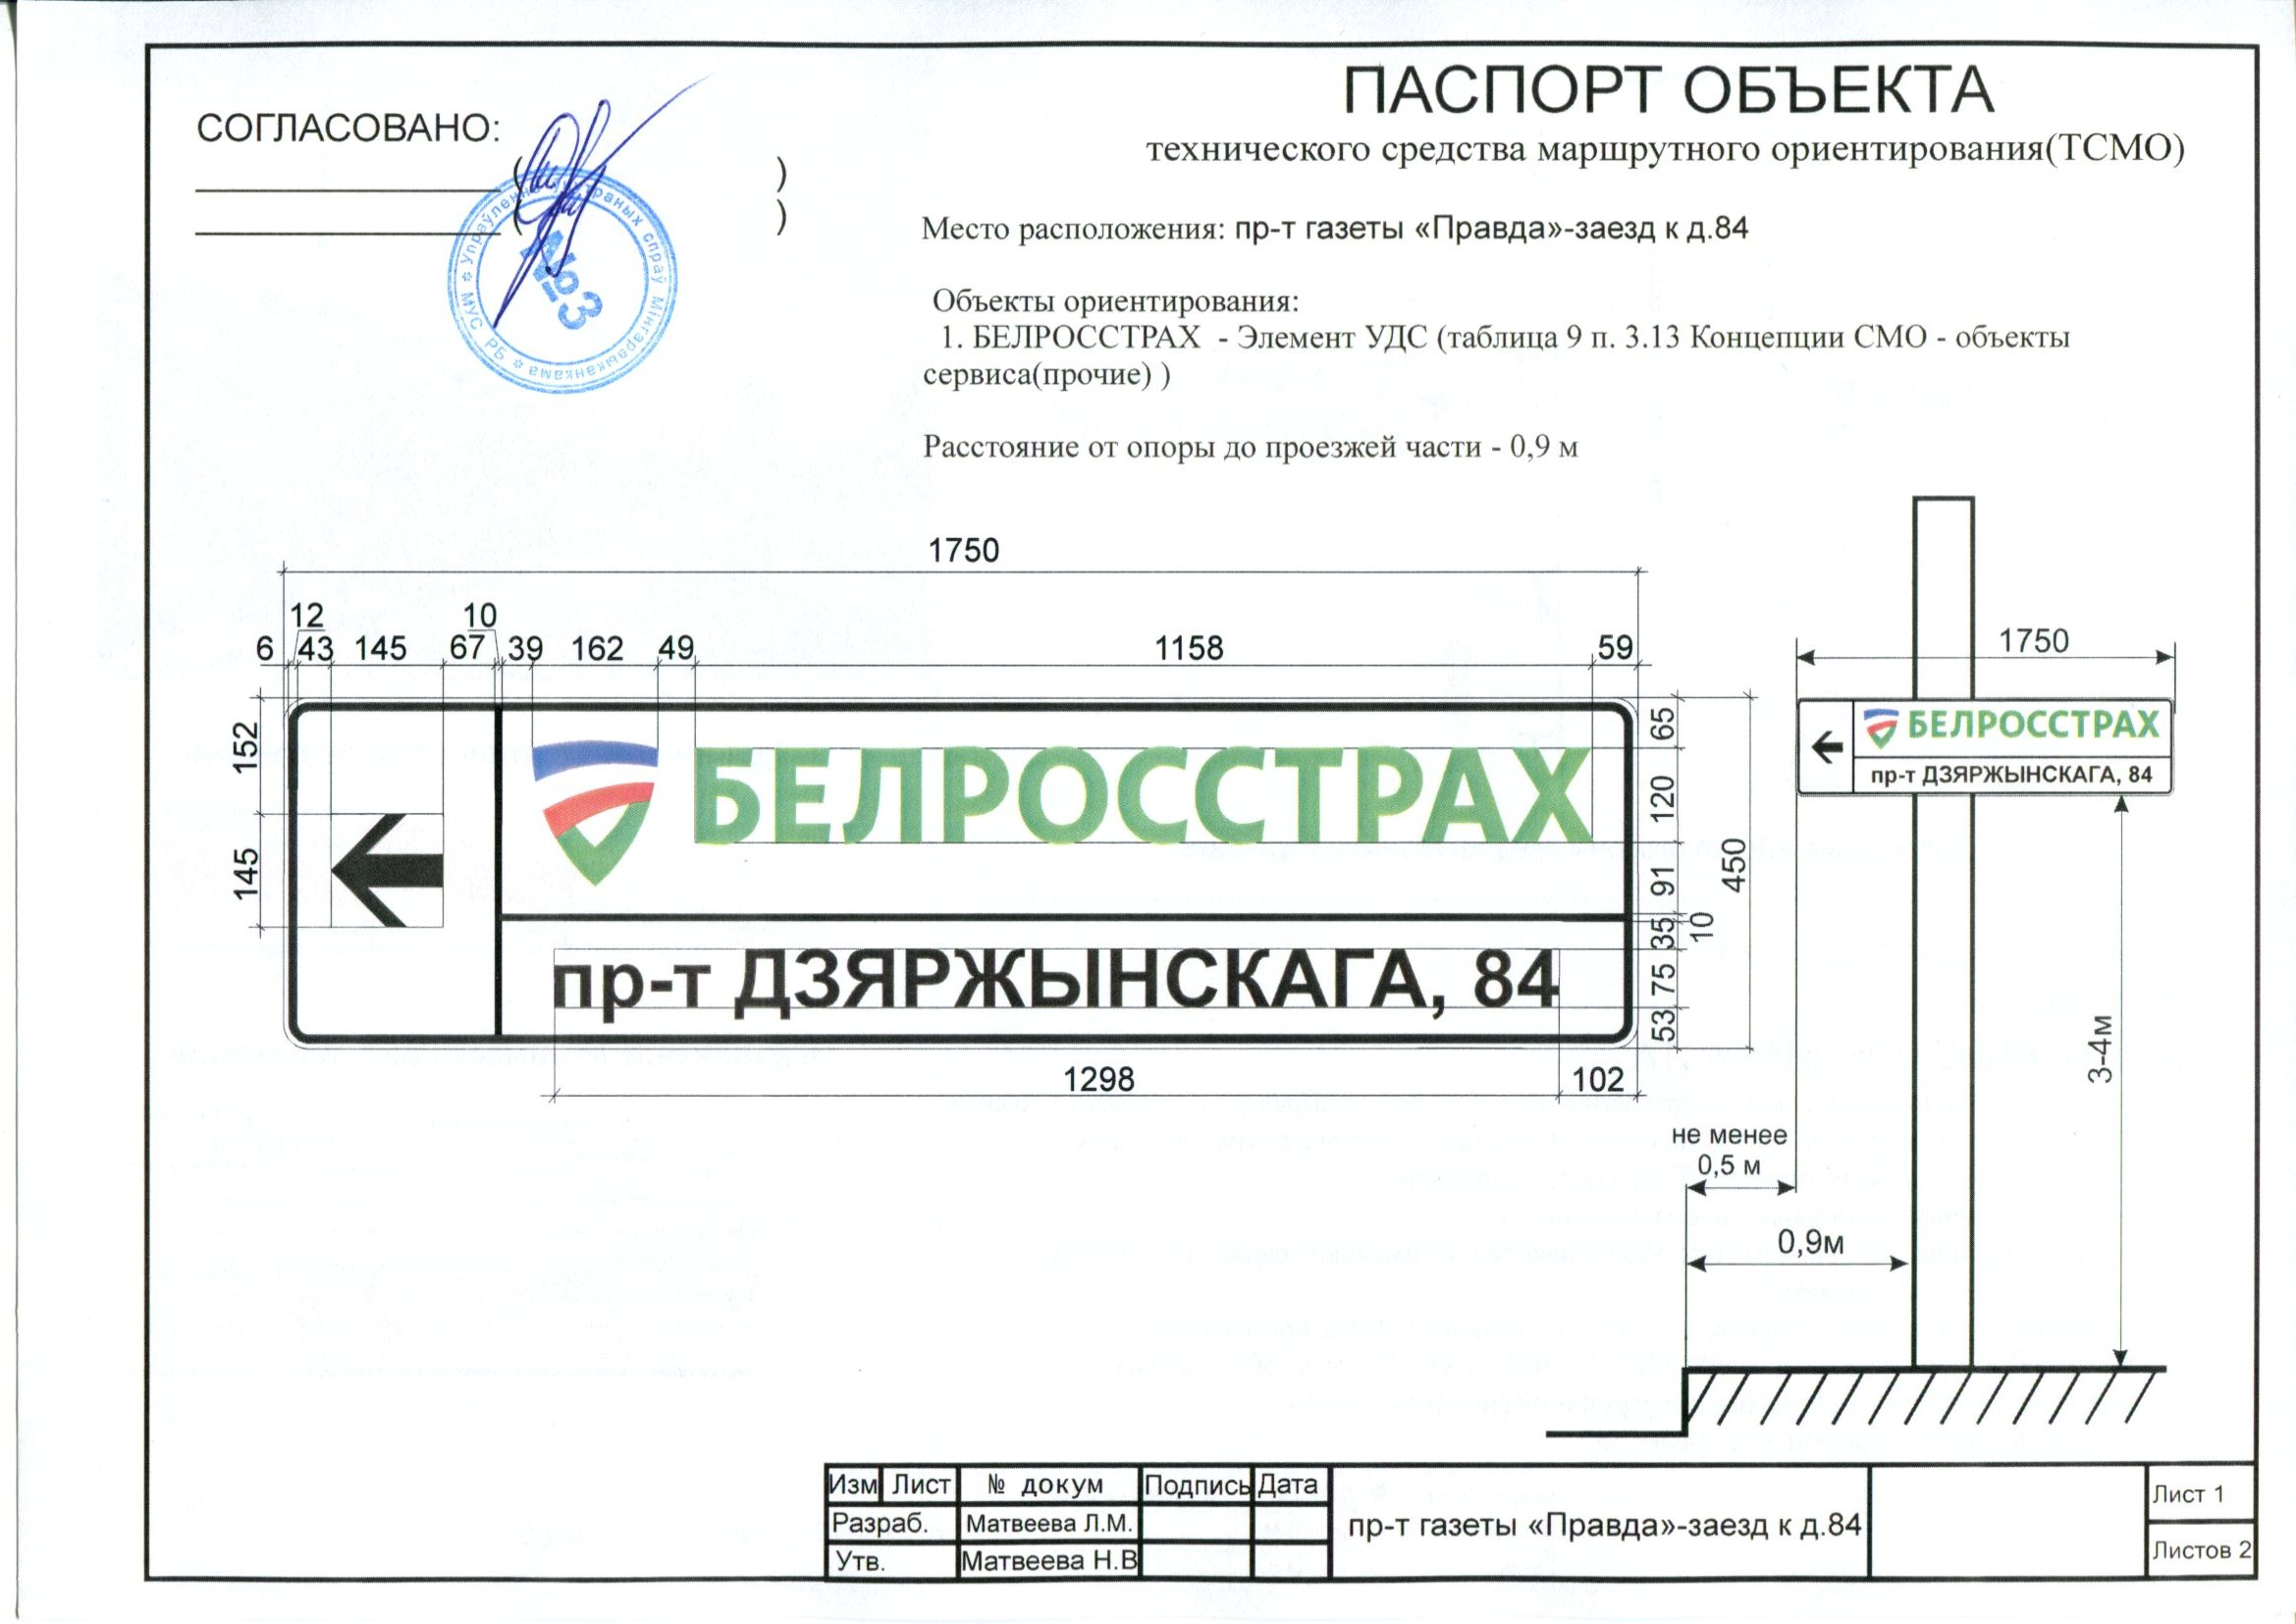 ПАСПОРТ ОБЪЕКТА
технического средства маршрутного ориентирования(ТСМО)
СОГЛАСОВАНО:
( )
( )
Упраўленне ўнутраных спраў Мінгарвыканкама * МУС РБ *
№3
Место расположения: пр-т газеты «Правда»-заезд к д.84
Объекты ориентирования:
1. БЕЛРОССТРАХ - Элемент УДС (таблица 9 п. 3.13 Концепции СМО - объекты
сервиса(прочие) )
Расстояние от опоры до проезжей части - 0,9 м
1750
12 10
6 43 145 67 39 162 49 1158 59
152
145
БЕЛРОССТРАХ
пр-т ДЗЯРЖЫНСКАГА, 84
65
120
91
10
35
75
53
450
1298 102
1750
БЕЛРОССТРАХ
пр-т ДЗЯРЖЫНСКАГА, 84
3-4м
не менее
0,5 м
0,9м
Изм Лист № докум Подпись Дата
Разраб. Матвеева Л.М.
Утв. Матвеева Н.В
пр-т газеты «Правда»-заезд к д.84
Лист 1
Листов 2